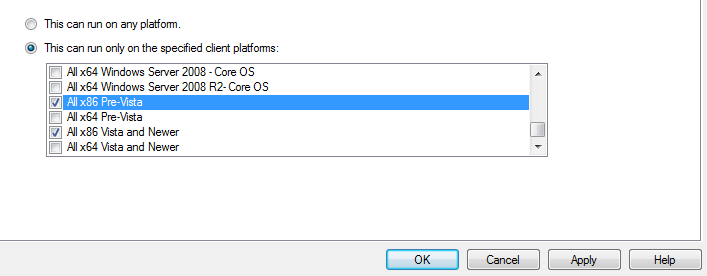 This can run on any platform.
This can run only on the specified client platforms:
All x64 Windows Server 2008 - Core OS
All x64 Windows Server 2008 R2- Core OS
All x86 Pre-Vista
All x64 Pre-Vista
All x86 Vista and Newer
All x64 Vista and Newer
OK Cancel Apply Help